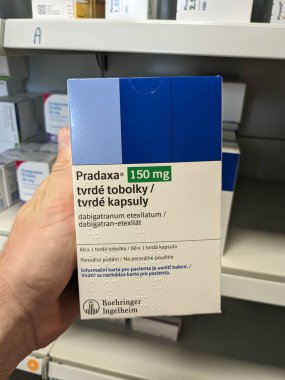 A
Pradaxa® 150 mg
tvrdé tobolky /
tvrdé kapsuly
dabigatranum etexilatum /
dabigatran-etexilát
60 x 1 tvrdá tobolka / 60 x 1 tvrdá kapsula
Perorální podání / Na perorálne použitie
Informační karta pro pacienta je uvnitř balení. /
Vnútri sa nachádza karta pre pacienta.
Boehringer
Ingelheim